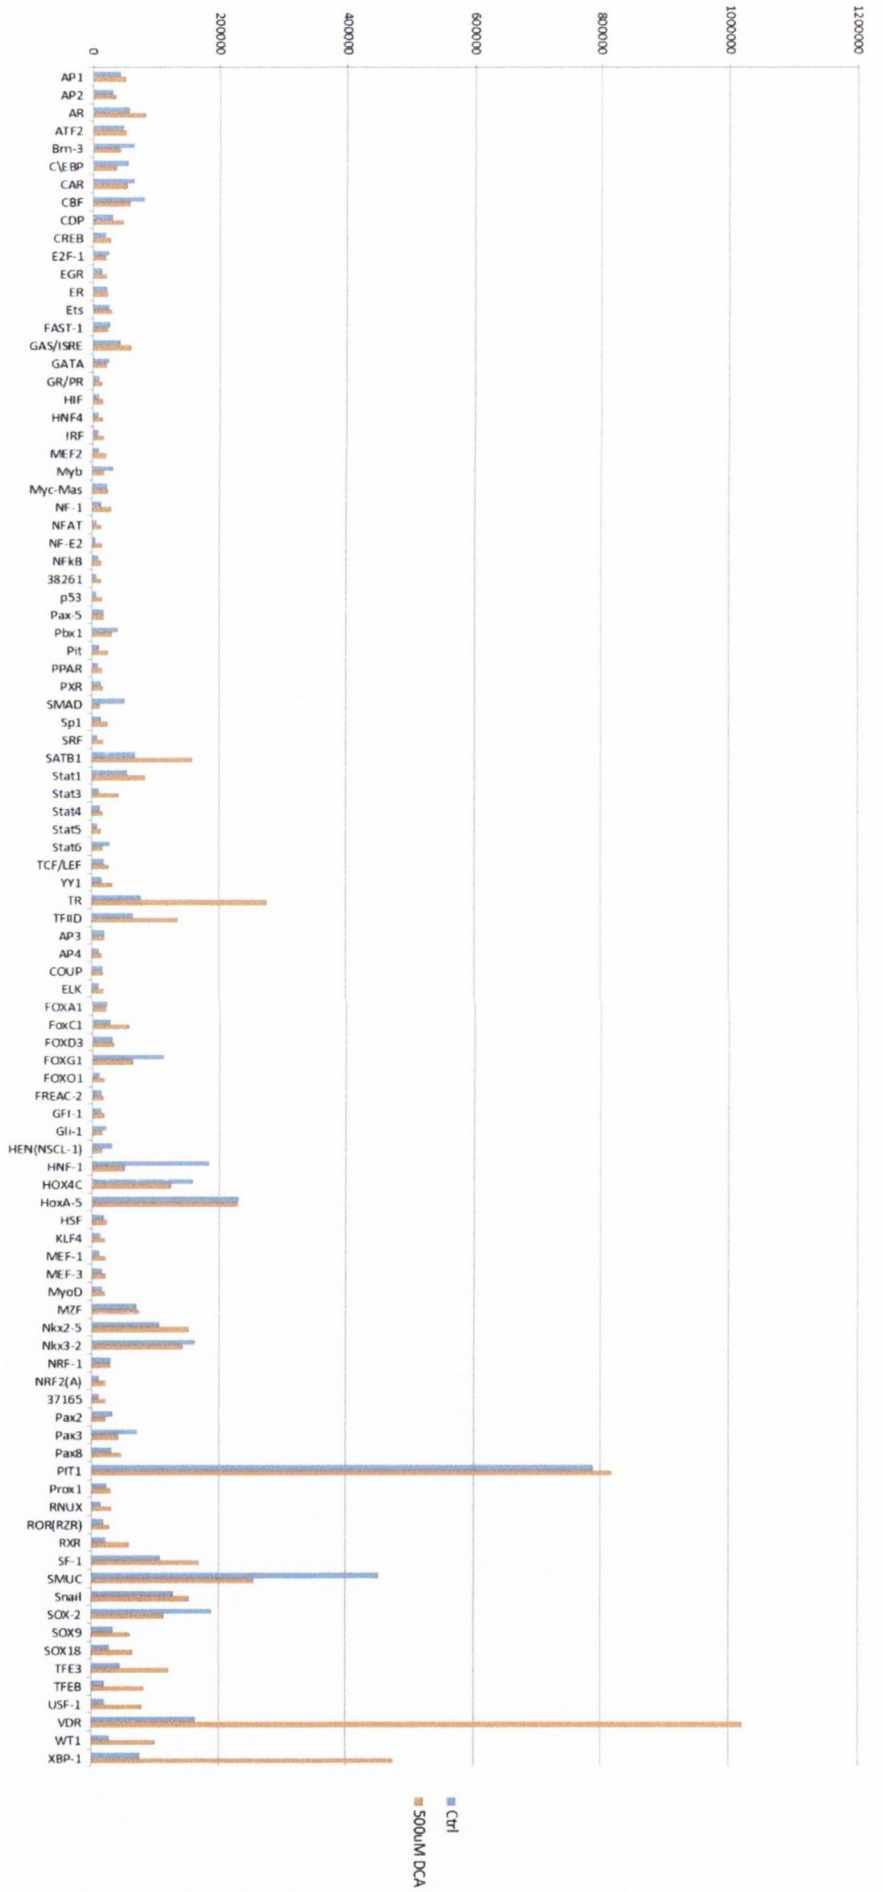 1200000
1000000
800000
600000
400000
200000
0
AP1
AP2
AR
ATF2
Brn-3
C\EBP
CAR
CBF
CDP
CREB
E2F-1
EGR
ER
Ets
FAST-1
GAS/ISRE
GATA
GR/PR
HIF
HNF4
IRF
MEF2
Myb
Myc-Mas
NF-1
NFAT
NF-E2
NFkB
38261
p53
Pax-5
Pbx1
Pit
PPAR
PXR
SMAD
Sp1
SRF
SATB1
Stat1
Stat3
Stat4
Stat5
Stat6
TCF/LEF
YY1
TR
TFIID
AP3
AP4
COUP
ELK
FOXA1
FoxC1
FOXD3
FOXG1
FOXO1
FREAC-2
GFI-1
Gli-1
HEN(NSCL-1)
HNF-1
HOX4C
HoxA-5
HSF
KLF4
MEF-1
MEF-3
MyoD
MZF
Nkx2-5
Nkx3-2
NRF-1
NRF2(A)
37165
Pax2
Pax3
Pax8
PIT1
Prox1
RNUX
ROR(RZR)
RXR
SF-1
SMUC
Snail
SOX-2
SOX9
SOX18
TFE3
TFEB
USF-1
VDR
WT1
XBP-1
Ctrl
500uM DCA